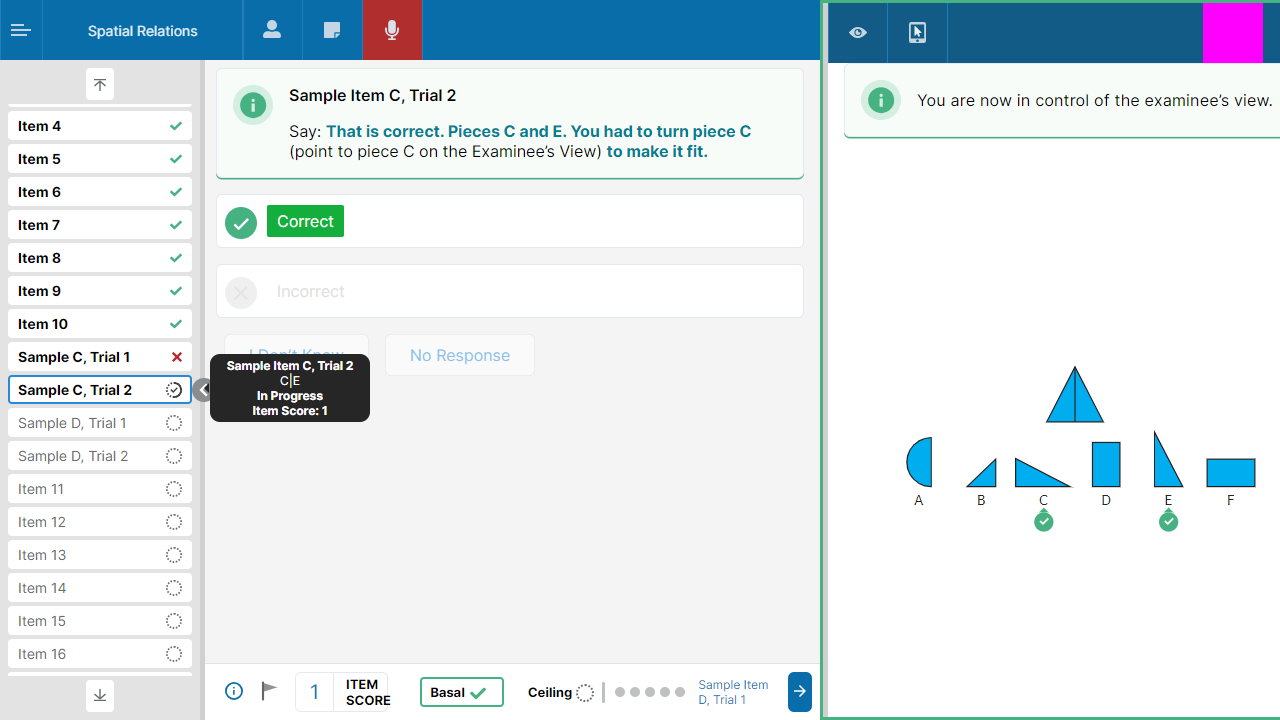 Spatial Relations
Item 4
Item 5
Item 6
Item 7
Item 8
Item 9
Item 10
Sample C, Trial 1
Sample C, Trial 2
Sample D, Trial 1
Sample D, Trial 2
Item 11
Item 12
Item 13
Item 14
Item 15
Item 16
Sample Item C, Trial 2
Say: That is correct. Pieces C and E. You had to turn piece C
(point to piece C on the Examinee's View) to make it fit.
Correct
Incorrect
I Don't Know
No Response
Sample Item C, Trial 2
C|E
In Progress
Item Score: 1
1
ITEM
SCORE
Basal
Ceiling
Sample Item
D, Trial 1
You are now in control of the examinee's view.
A B C D E F